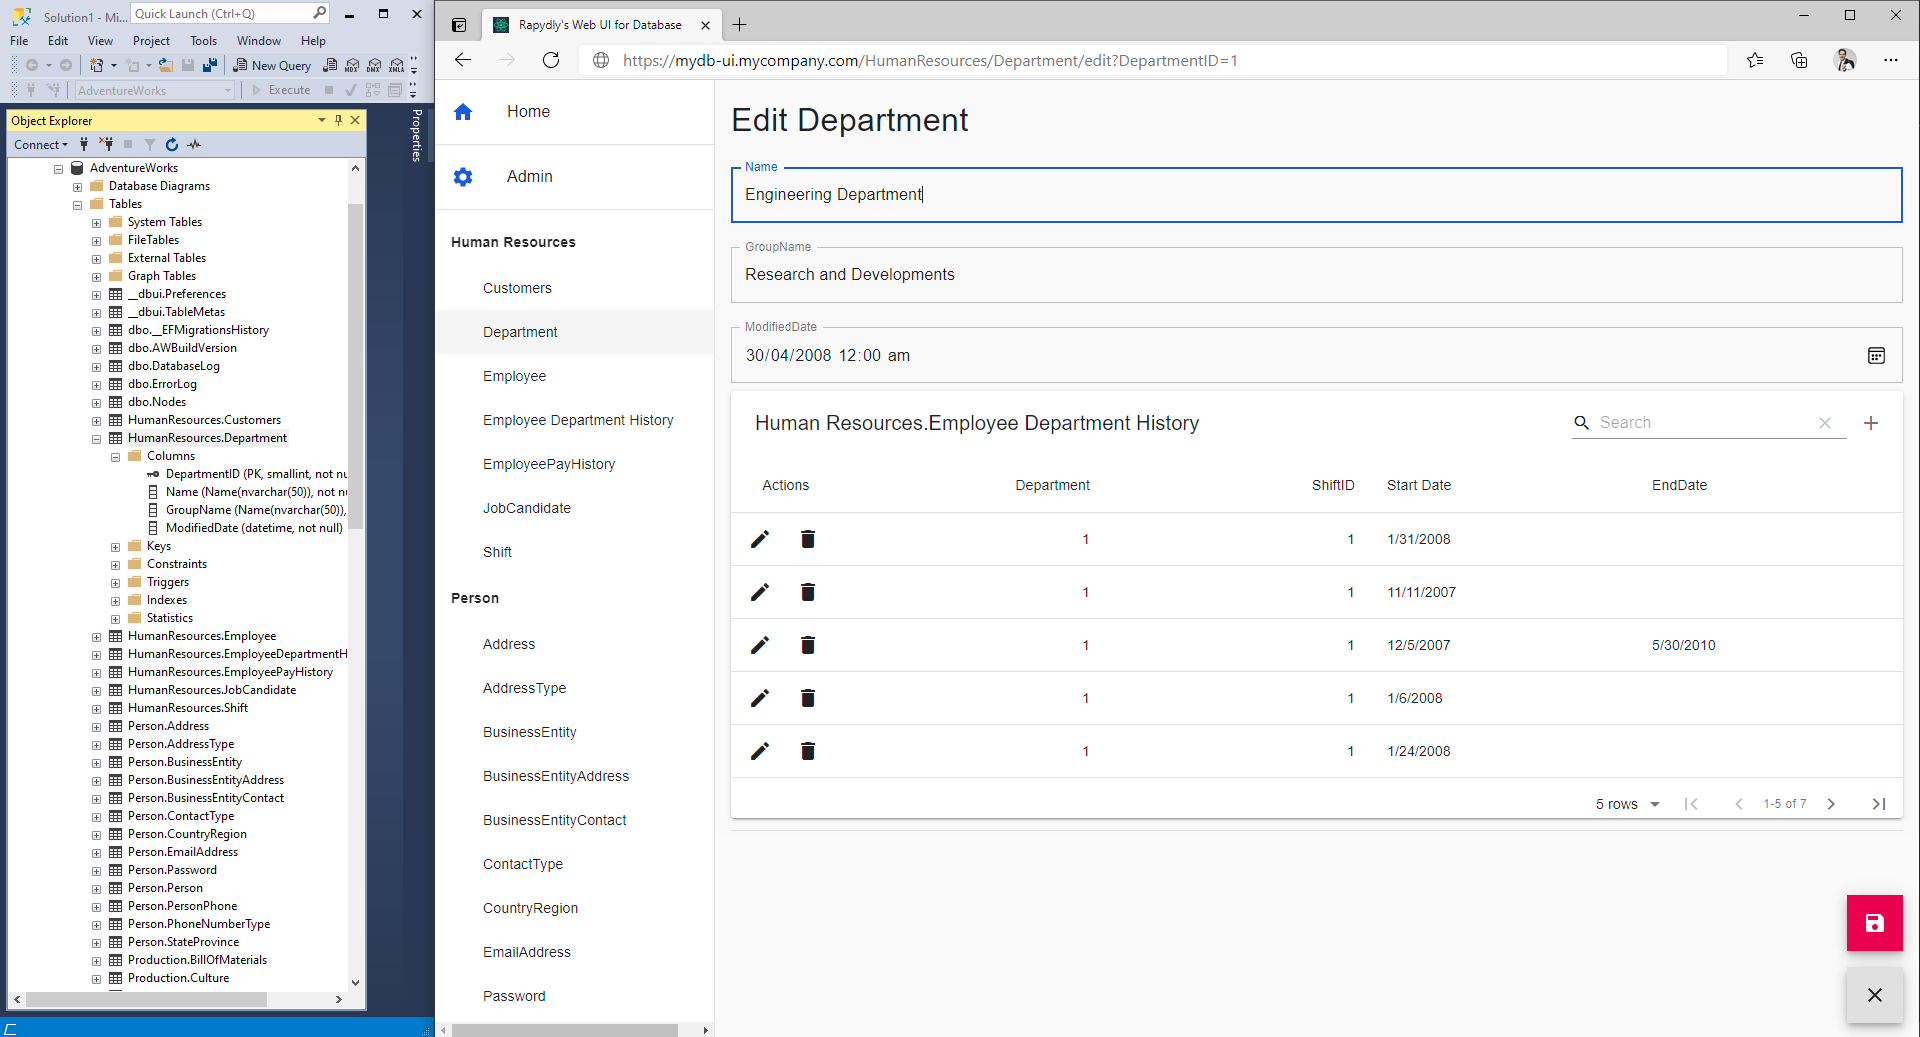 Solution1 - Mi...
Quick Launch (Ctrl+Q)
File Edit View Project Tools Window Help
New Query
MDX DMX XMLA
AdventureWorks
Execute
Object Explorer
Connect
AdventureWorks
Database Diagrams
Tables
System Tables
FileTables
External Tables
Graph Tables
__dbui.Preferences
__dbui.TableMetas
dbo.__EFMigrationsHistory
dbo.AWBuildVersion
dbo.DatabaseLog
dbo.ErrorLog
dbo.Nodes
HumanResources.Customers
HumanResources.Department
Columns
DepartmentID (PK, smallint, not nu
Name (Name(nvarchar(50)), not nu
GroupName (Name(nvarchar(50)),
ModifiedDate (datetime, not null)
Keys
Constraints
Triggers
Indexes
Statistics
HumanResources.Employee
HumanResources.EmployeeDepartmentH
HumanResources.EmployeePayHistory
HumanResources.JobCandidate
HumanResources.Shift
Person.Address
Person.AddressType
Person.BusinessEntity
Person.BusinessEntityAddress
Person.BusinessEntityContact
Person.ContactType
Person.CountryRegion
Person.EmailAddress
Person.Password
Person.Person
Person.PersonPhone
Person.PhoneNumberType
Person.StateProvince
Production.BillOfMaterials
Production.Culture
Properties
Rapydly's Web UI for Database
https://mydb-ui.mycompany.com/HumanResources/Department/edit?DepartmentID=1
Home
Admin
Human Resources
Customers
Department
Employee
Employee Department History
EmployeePayHistory
JobCandidate
Shift
Person
Address
AddressType
BusinessEntity
BusinessEntityAddress
BusinessEntityContact
ContactType
CountryRegion
EmailAddress
Password
Edit Department
Name
Engineering Department
GroupName
Research and Developments
ModifiedDate
30/04/2008 12:00 am
Human Resources.Employee Department History
Search
Actions Department ShiftID Start Date EndDate
1 1 1/31/2008
1 1 11/11/2007
1 1 12/5/2007 5/30/2010
1 1 1/6/2008
1 1 1/24/2008
5 rows 1-5 of 7